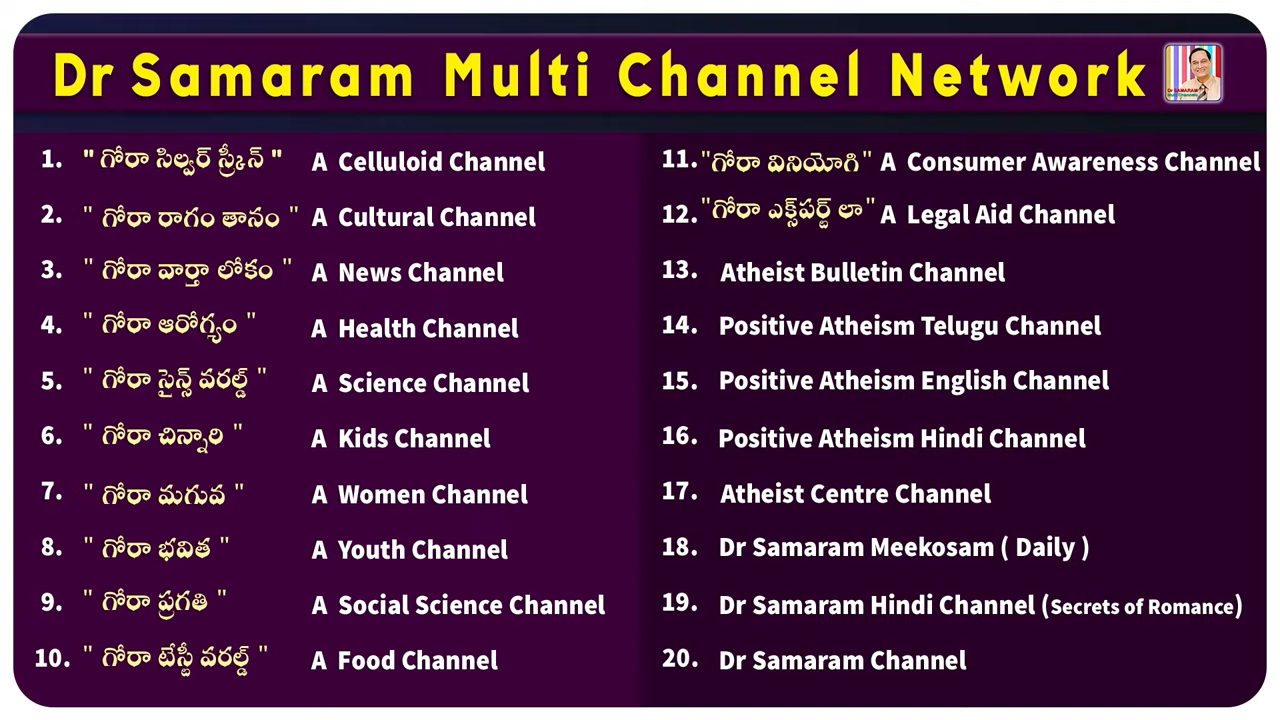 Dr Samaram Multi Channel Network
1. " గోరా సిల్వర్ స్క్రీన్ " A Celluloid Channel
2. " గోరా రాగం తానం " A Cultural Channel
3. " గోరా వార్తా లోకం " A News Channel
4. " గోరా ఆరోగ్యం " A Health Channel
5. " గోరా సైన్స్ వరల్డ్ " A Science Channel
6. " గోరా చిన్నారి " A Kids Channel
7. " గోరా మగువ " A Women Channel
8. " గోరా భవిత " A Youth Channel
9. " గోరా ప్రగతి " A Social Science Channel
10. " గోరా టేస్టీ వరల్డ్ " A Food Channel
11. "గోరా వినియోగి" A Consumer Awareness Channel
12. "గోరా ఎక్స్‌పర్ట్ లా" A Legal Aid Channel
13. Atheist Bulletin Channel
14. Positive Atheism Telugu Channel
15. Positive Atheism English Channel
16. Positive Atheism Hindi Channel
17. Atheist Centre Channel
18. Dr Samaram Meekosam ( Daily )
19. Dr Samaram Hindi Channel (Secrets of Romance)
20. Dr Samaram Channel